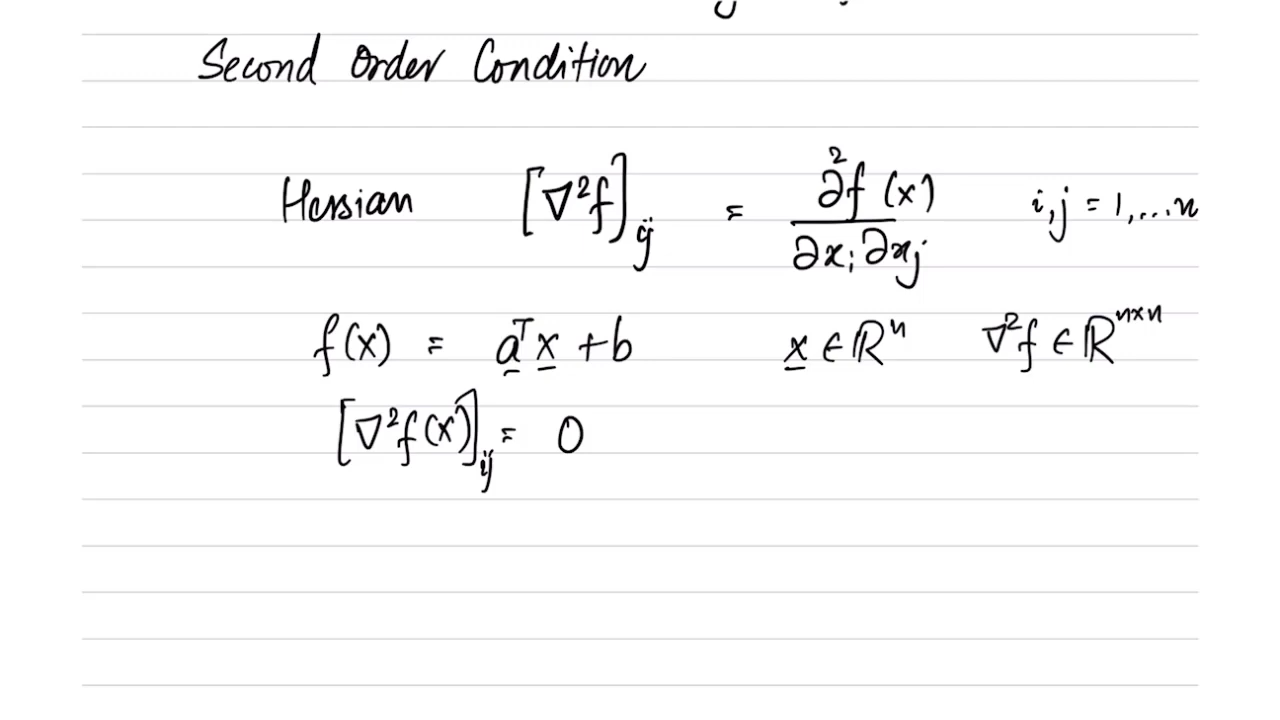 Second Order Condition
Hessian [∇²f]ij = ∂²f(x) / ∂xi ∂xj i,j = 1,...n
f(x) = aᵀx + b x ∈ ℝⁿ ∇²f ∈ ℝⁿˣⁿ
[∇²f(x)]ij = 0